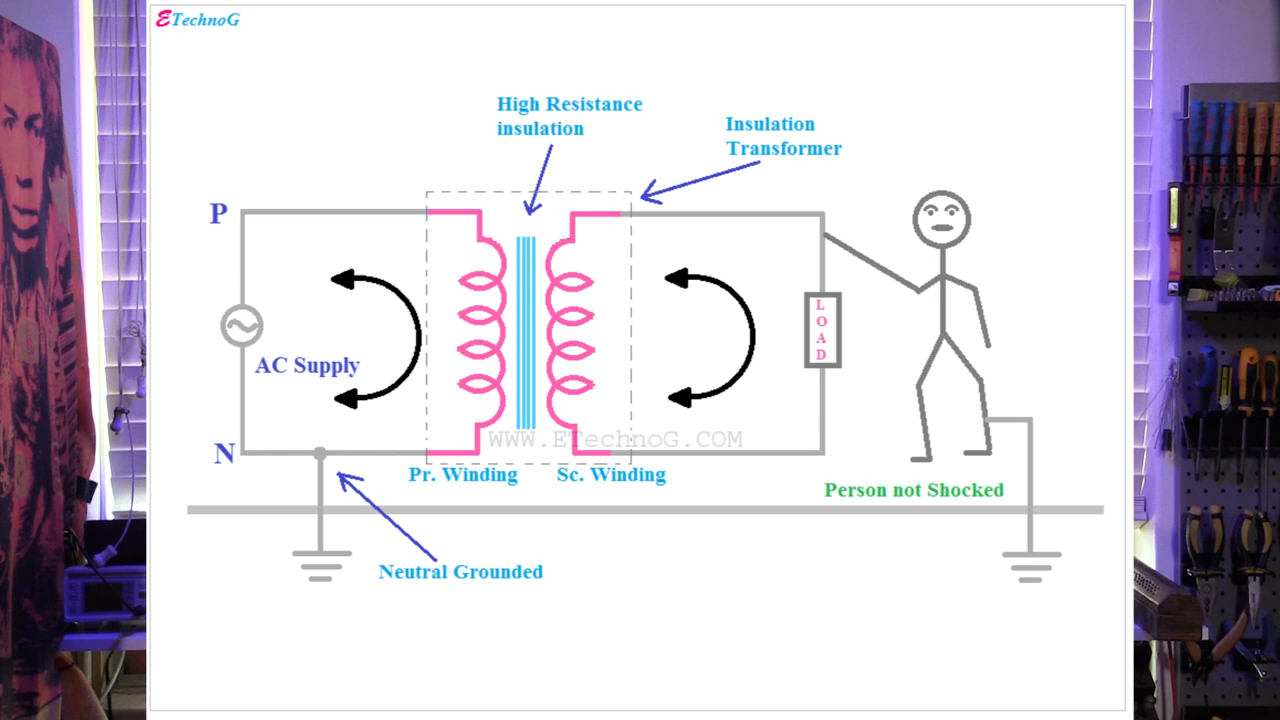 ETechnoG
High Resistance
insulation
Insulation
Transformer
P
L
O
A
D
AC Supply
WWW.ETechnoG.COM
N
Pr. Winding
Sc. Winding
Person not Shocked
Neutral Grounded